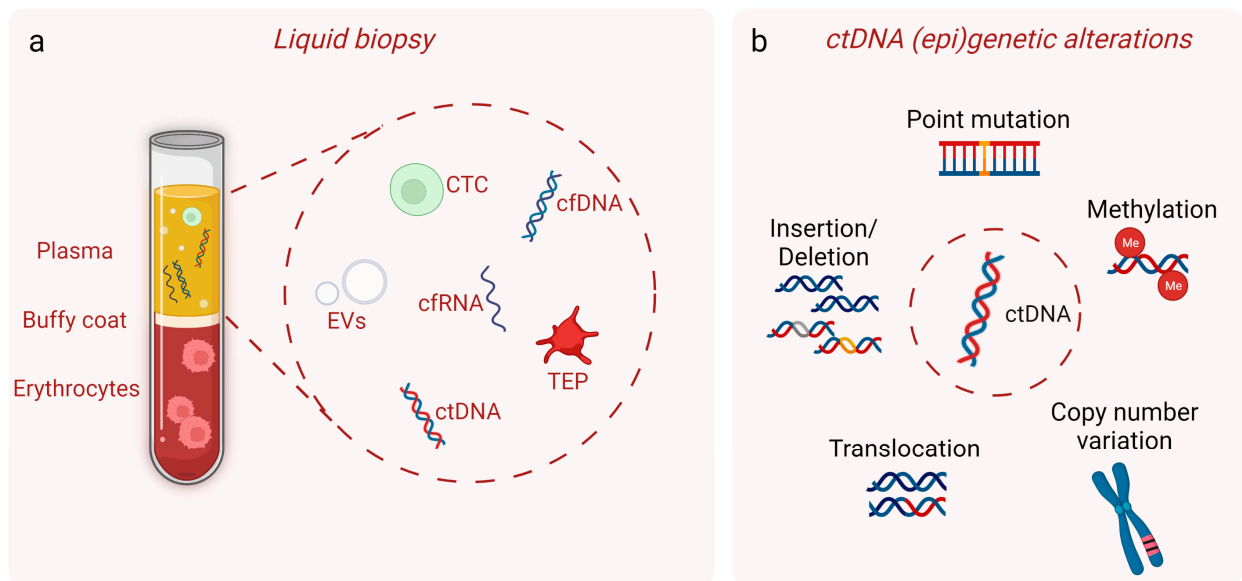 a
Liquid biopsy
Plasma
Buffy coat
Erythrocytes
CTC
cfDNA
EVs
cfRNA
TEP
ctDNA
b
ctDNA (epi)genetic alterations
Point mutation
Methylation
Me
Me
Insertion/
Deletion
ctDNA
Copy number
variation
Translocation